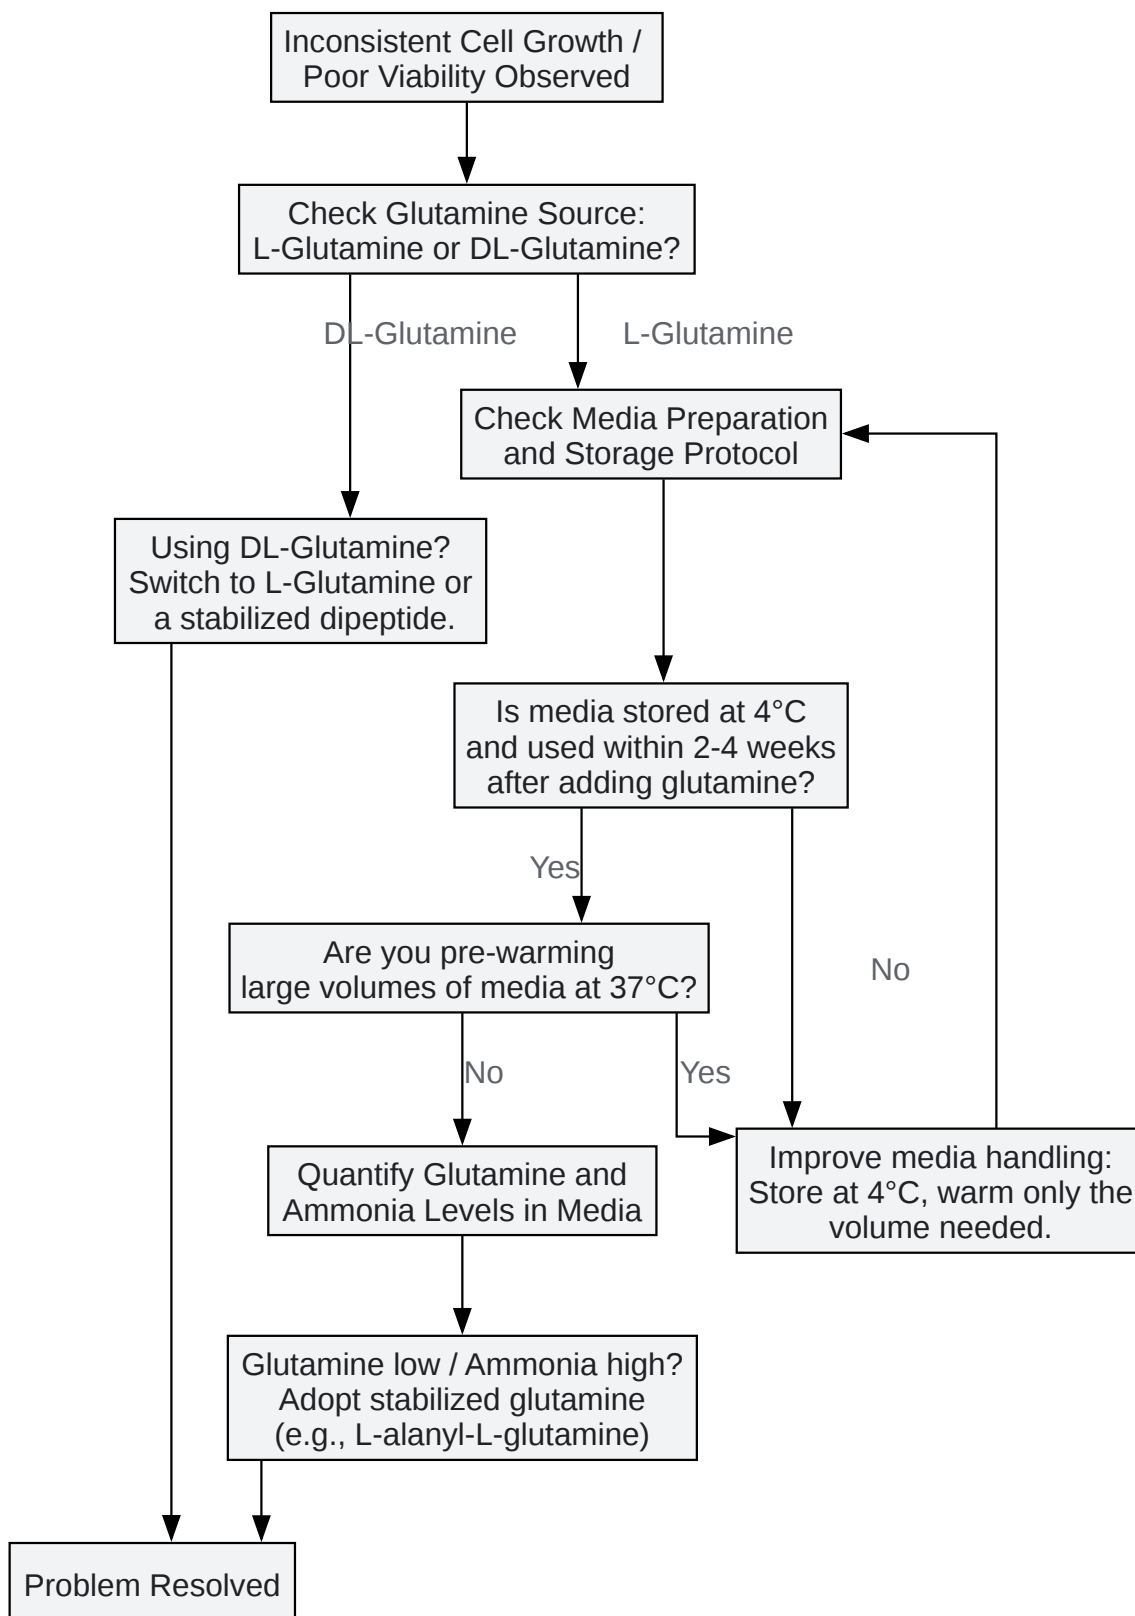 Inconsistent Cell Growth /
Poor Viability Observed
Check Glutamine Source:
L-Glutamine or DL-Glutamine?
DL-Glutamine
L-Glutamine
Check Media Preparation
and Storage Protocol
Using DL-Glutamine?
Switch to L-Glutamine or
a stabilized dipeptide.
Is media stored at 4°C
and used within 2-4 weeks
after adding glutamine?
Yes
Are you pre-warming
large volumes of media at 37°C?
No
No
Yes
Improve media handling:
Store at 4°C, warm only the
volume needed.
Quantify Glutamine and
Ammonia Levels in Media
Glutamine low / Ammonia high?
Adopt stabilized glutamine
(e.g., L-alanyl-L-glutamine)
Problem Resolved